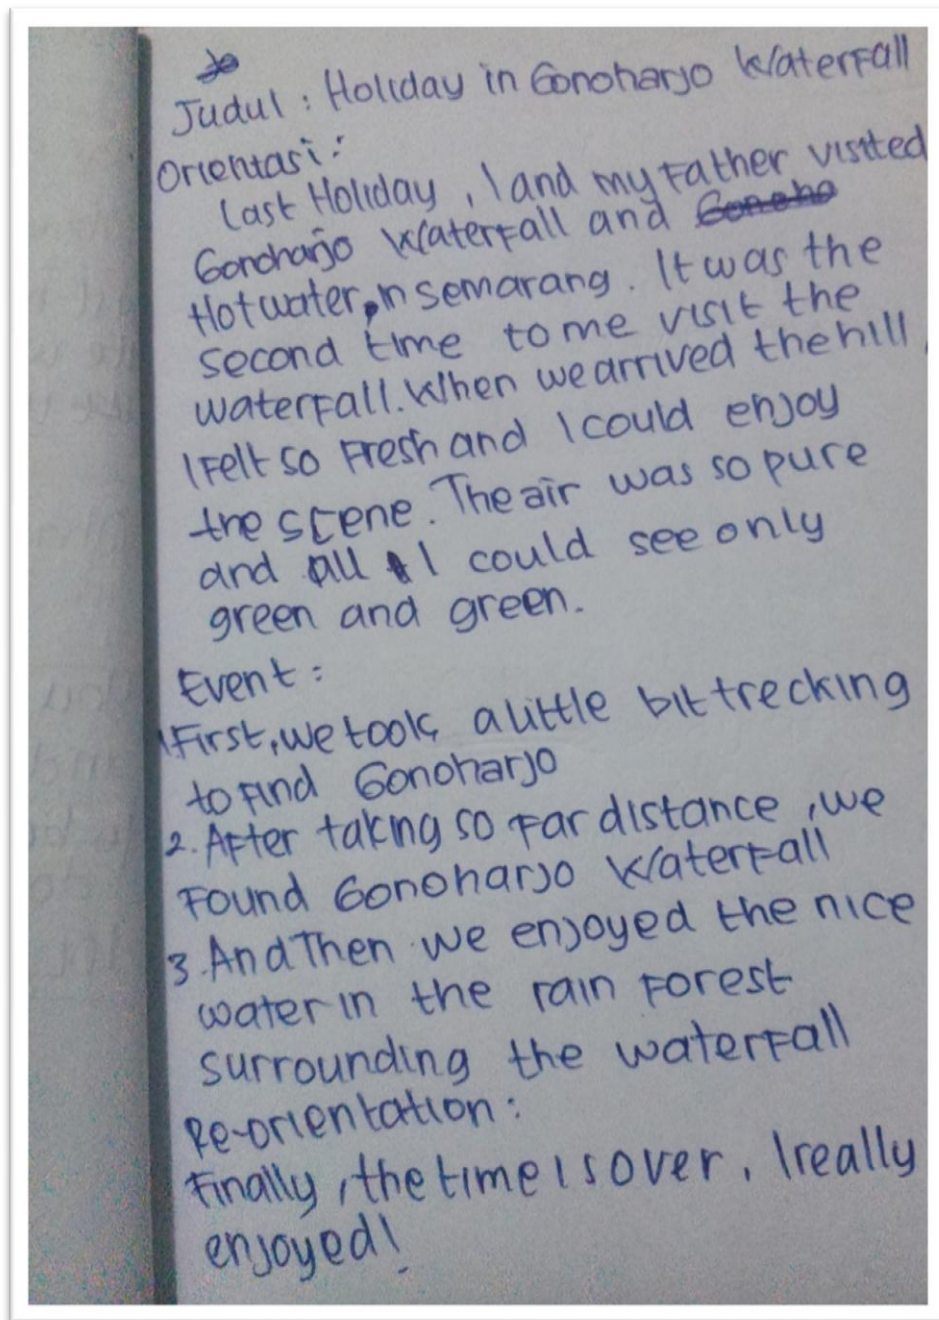 Judul : Holiday in Gonoharjo Waterfall
Orientasi :
Last Holiday , I and my Father visited
Gonoharjo Waterfall and
Hotwater, in semarang . It was the
second time to me visit the
waterfall. When we arrived the hill,
I felt so Fresh and I could enjoy
the scene . The air was so pure
and all I could see only
green and green.
Event :
1 First, we took a little bit trecking
to find Gonoharjo
2. After taking so far distance , we
Found Gonoharjo Waterfall
3. And Then we enjoyed the nice
water in the rain Forest
surrounding the waterfall
Re-orientation :
Finally , the time is over . I really
enjoyed!